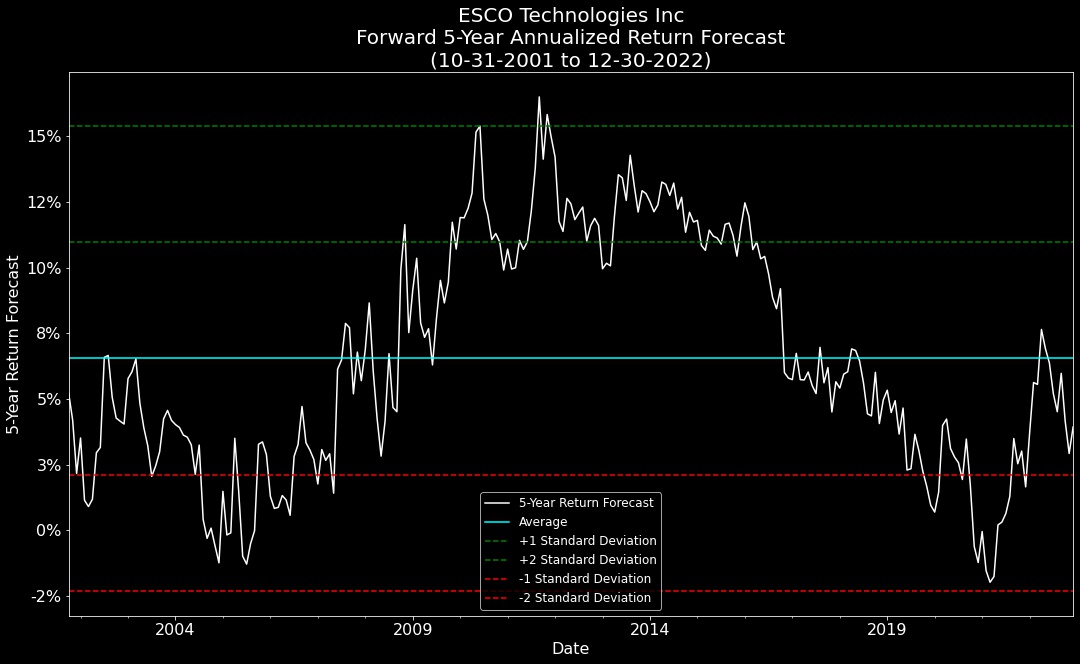 ESCO Technologies Inc
Forward 5-Year Annualized Return Forecast
(10-31-2001 to 12-30-2022)
5-Year Return Forecast
15%
12%
10%
8%
5%
3%
0%
-2%
5-Year Return Forecast
Average
+1 Standard Deviation
+2 Standard Deviation
-1 Standard Deviation
-2 Standard Deviation
2004
2009
2014
2019
Date